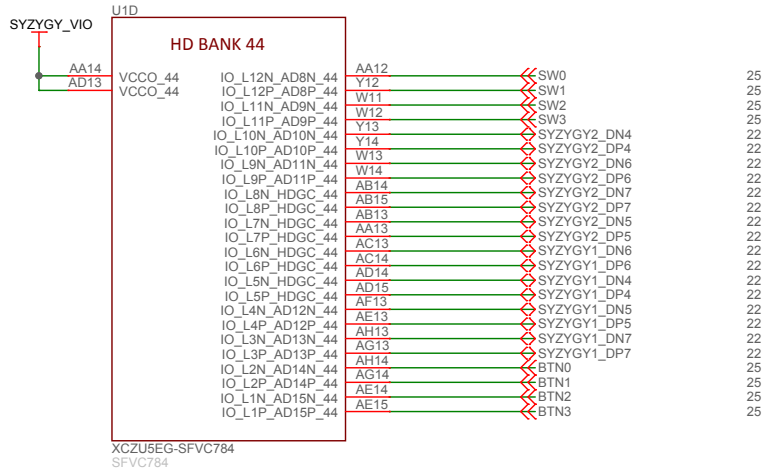 U1D
SYZYGY_VIO
HD BANK 44
AA14 VCCO_44 IO_L12N_AD8N_44 AA12 SW0 25
AD13 VCCO_44 IO_L12P_AD8P_44 Y12 SW1 25
IO_L11N_AD9N_44 W11 SW2 25
IO_L11P_AD9P_44 W12 SW3 25
IO_L10N_AD10N_44 Y13 SYZYGY2_DN4 22
IO_L10P_AD10P_44 Y14 SYZYGY2_DP4 22
IO_L9N_AD11N_44 W13 SYZYGY2_DN6 22
IO_L9P_AD11P_44 W14 SYZYGY2_DP6 22
IO_L8N_HDGC_44 AB14 SYZYGY2_DN7 22
IO_L8P_HDGC_44 AB15 SYZYGY2_DP7 22
IO_L7N_HDGC_44 AB13 SYZYGY2_DN5 22
IO_L7P_HDGC_44 AA13 SYZYGY2_DP5 22
IO_L6N_HDGC_44 AC13 SYZYGY1_DN6 22
IO_L6P_HDGC_44 AC14 SYZYGY1_DP6 22
IO_L5N_HDGC_44 AD14 SYZYGY1_DN4 22
IO_L5P_HDGC_44 AD15 SYZYGY1_DP4 22
IO_L4N_AD12N_44 AF13 SYZYGY1_DN5 22
IO_L4P_AD12P_44 AE13 SYZYGY1_DP5 22
IO_L3N_AD13N_44 AH13 SYZYGY1_DN7 22
IO_L3P_AD13P_44 AG13 SYZYGY1_DP7 22
IO_L2N_AD14N_44 AH14 BTN0 25
IO_L2P_AD14P_44 AG14 BTN1 25
IO_L1N_AD15N_44 AE14 BTN2 25
IO_L1P_AD15P_44 AE15 BTN3 25
XCZU5EG-SFVC784
SFVC784